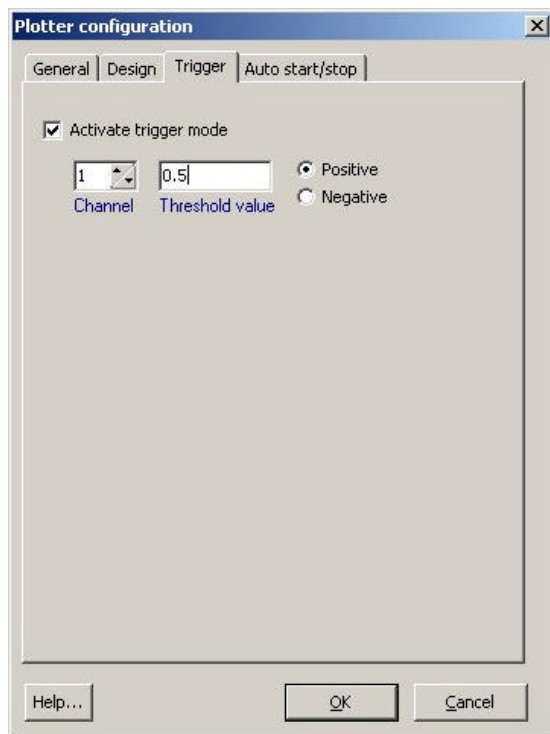 Plotter configuration
General Design Trigger Auto start/stop
Activate trigger mode
1 0.5 Positive
Channel Threshold value Negative
Help... OK Cancel